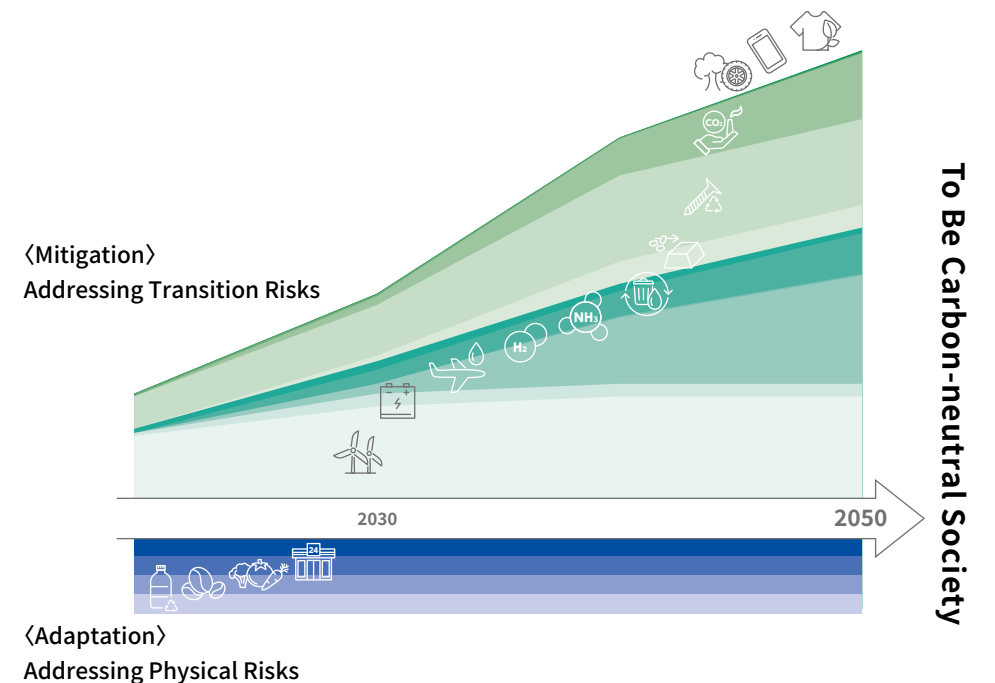 CO₂
To Be Carbon-neutral Society
〈Mitigation〉
Addressing Transition Risks
NH₃
H₂
2030
2050
24
〈Adaptation〉
Addressing Physical Risks